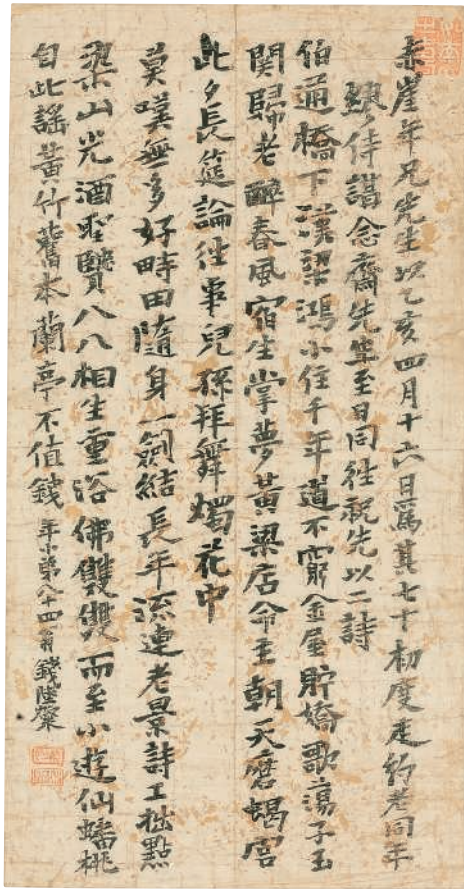 崖年兄先生以乙亥四月十六日為其七十初度走約老同年
繆侍講念齋先生至日同往祝先以二詩
伯通橋下漢梁鴻小住千年道不窮金屋貯嬌歌蕩子玉
關歸老醉春風宿生掌夢黃粱店命主朝天磨蝎宮
此夕長筵論往事兒孫拜舞燭花中
莫嘆無多好時田隨身一劍結長年流連老景詩工拙點
染山光酒聖賢八八相生重浴佛雙雙而至小遊仙蟠桃
自此謠黃竹舊本蘭亭不值錢 年小弟八十四翁錢陸燦